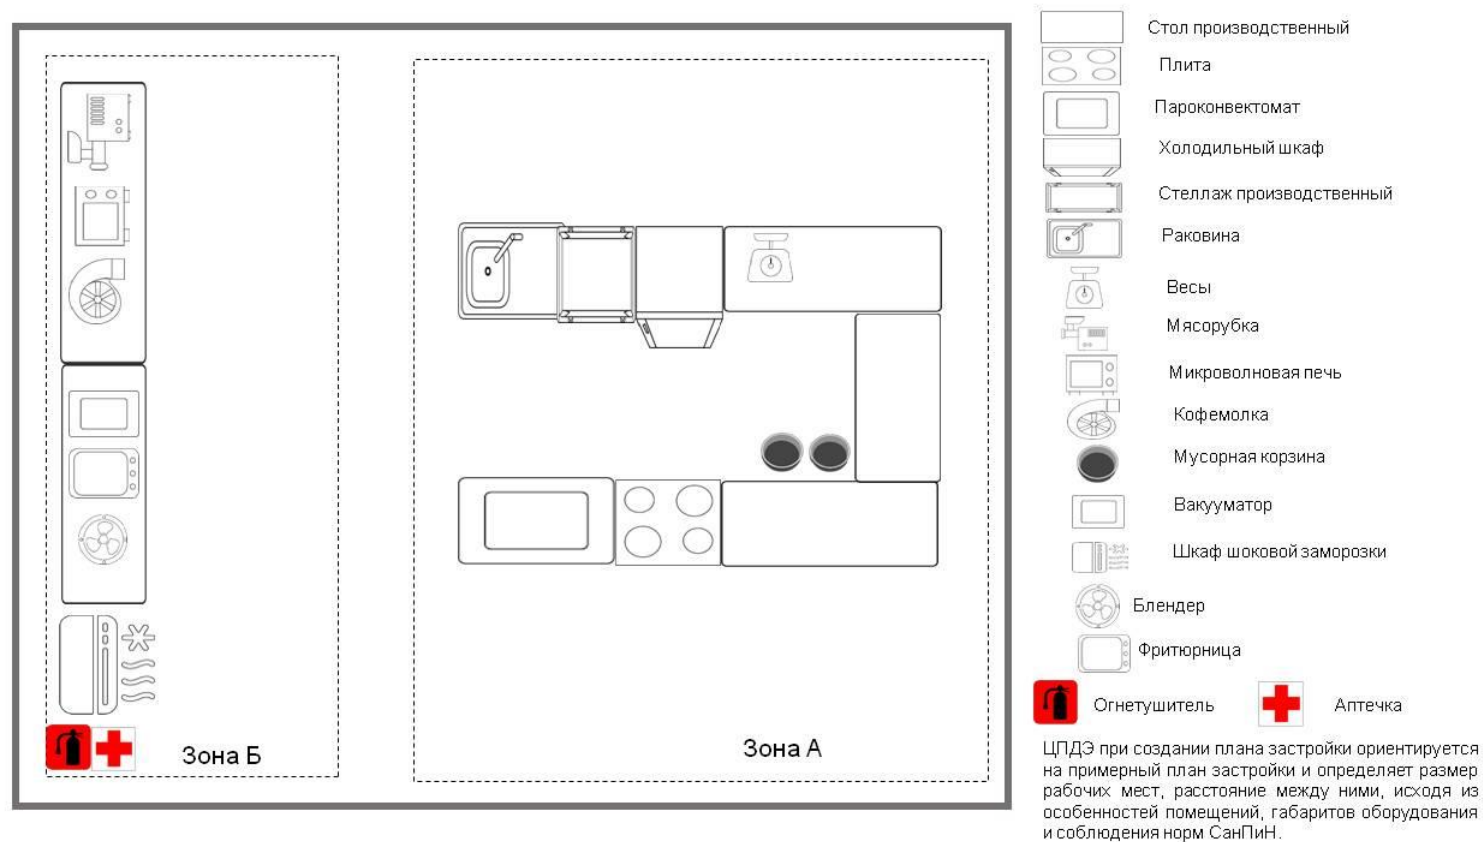 Стол производственный
Плита
Пароконвектомат
Холодильный шкаф
Стеллаж производственный
Раковина
Весы
Мясорубка
Микроволновая печь
Кофемолка
Мусорная корзина
Вакууматор
Шкаф шоковой заморозки
Блендер
Фритюрница
Огнетушитель
Аптечка
Зона Б
Зона А
ЦПДЭ при создании плана застройки ориентируется
на примерный план застройки и определяет размер
рабочих мест, расстояние между ними, исходя из
особенностей помещений, габаритов оборудования
и соблюдения норм СанПиН.